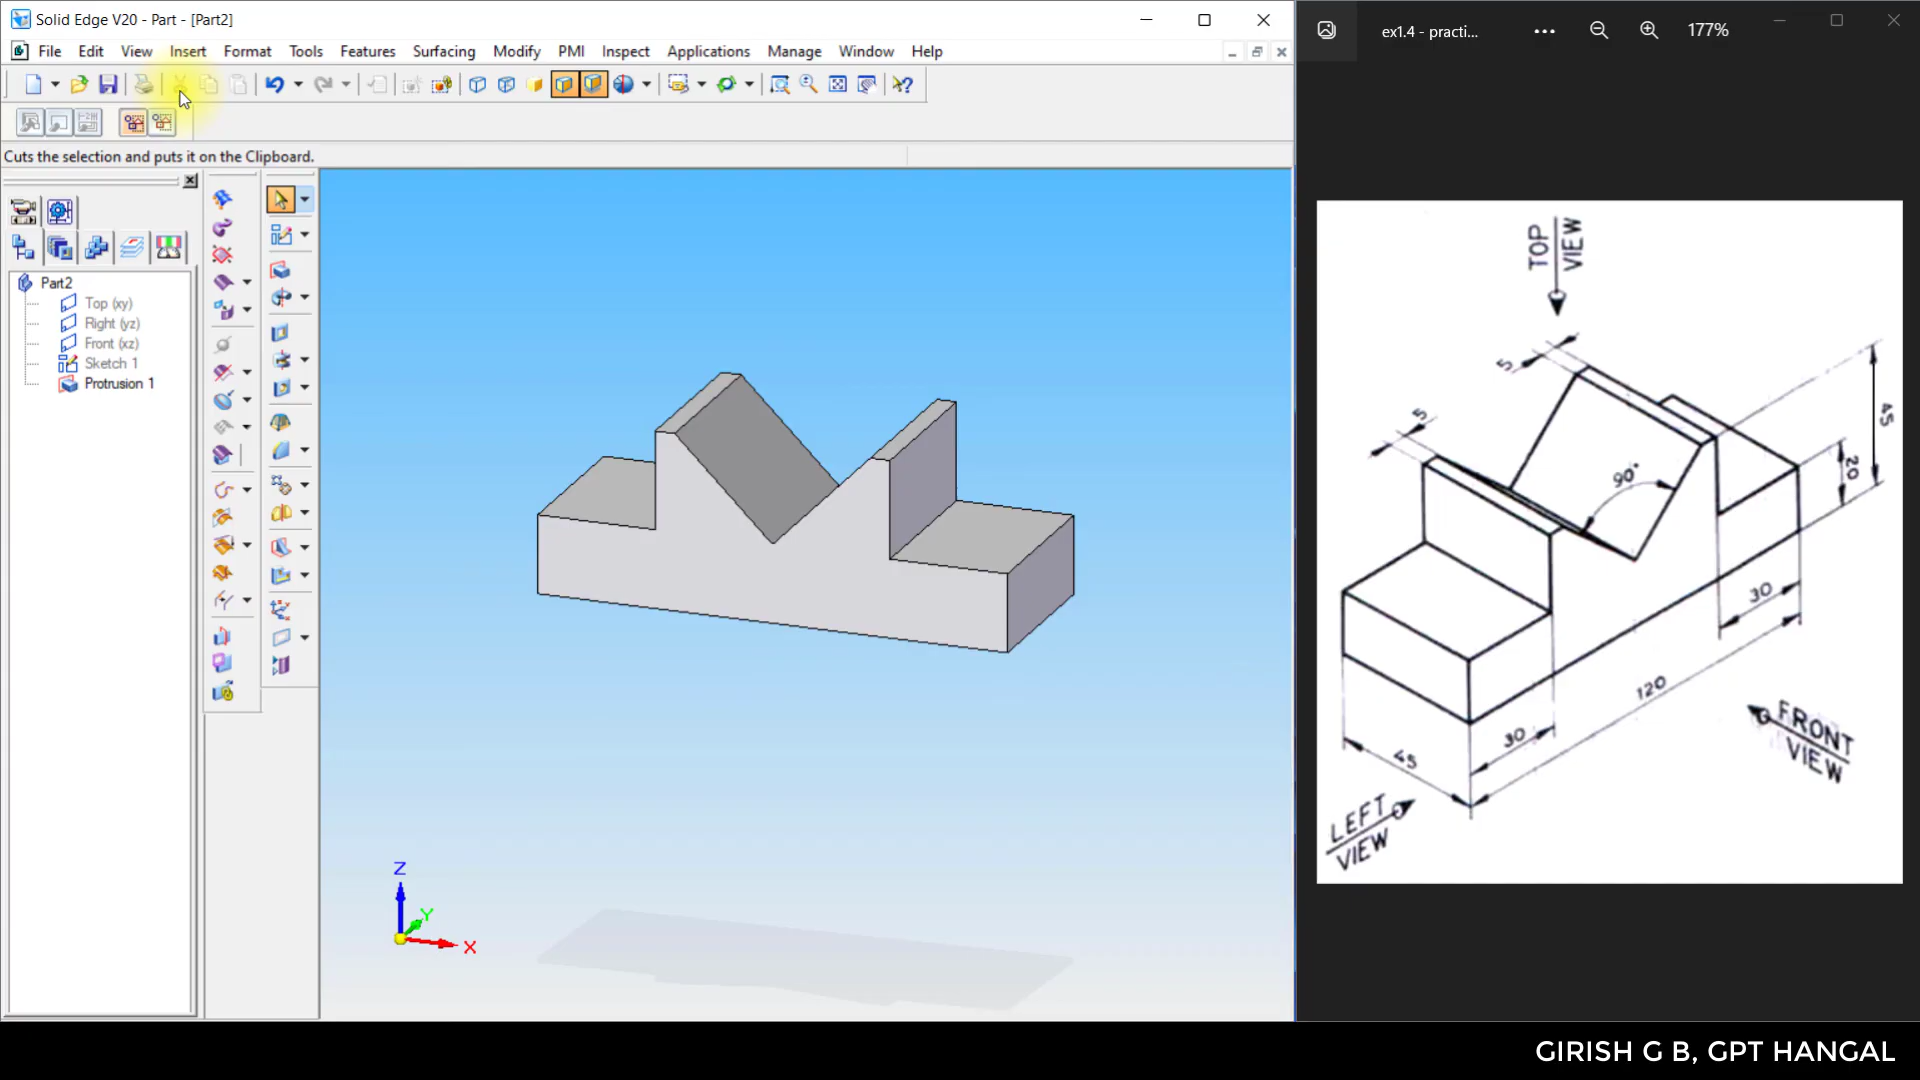 Solid Edge V20 - Part - [Part2]
File Edit View Insert Format Tools Features Surfacing Modify PMI Inspect Applications Manage Window Help
Cuts the selection and puts it on the Clipboard.
Part2
Top (xy)
Right (yz)
Front (xz)
Sketch 1
Protrusion 1
Z
Y
X
ex1.4 - practi...
177%
TOP
VIEW
5
5
45
20
90°
30
120
30
45
FRONT
VIEW
LEFT
VIEW
GIRISH G B, GPT HANGAL